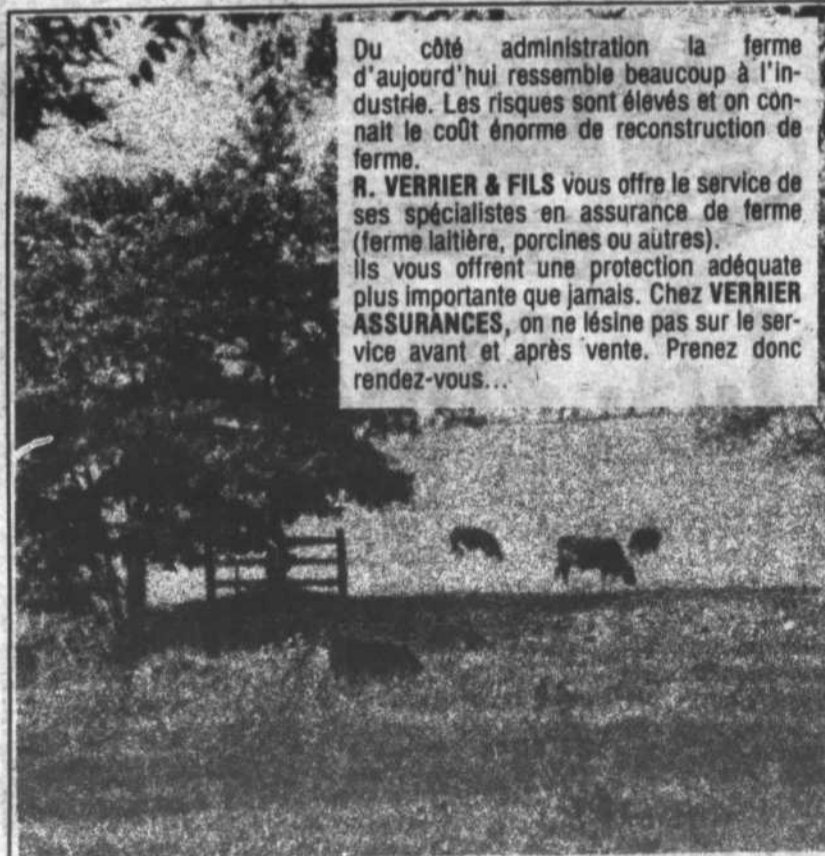 Du côté administration la ferme
d'aujourd'hui ressemble beaucoup à l'in-
dustrie. Les risques sont élevés et on con-
nait le coût énorme de reconstruction de
ferme.
R. VERRIER & FILS vous offre le service de
ses spécialistes en assurance de ferme
(ferme laitière, porcines ou autres).
Ils vous offrent une protection adéquate
plus importante que jamais. Chez VERRIER
ASSURANCES, on ne lésine pas sur le ser-
vice avant et après vente. Prenez donc
rendez-vous...